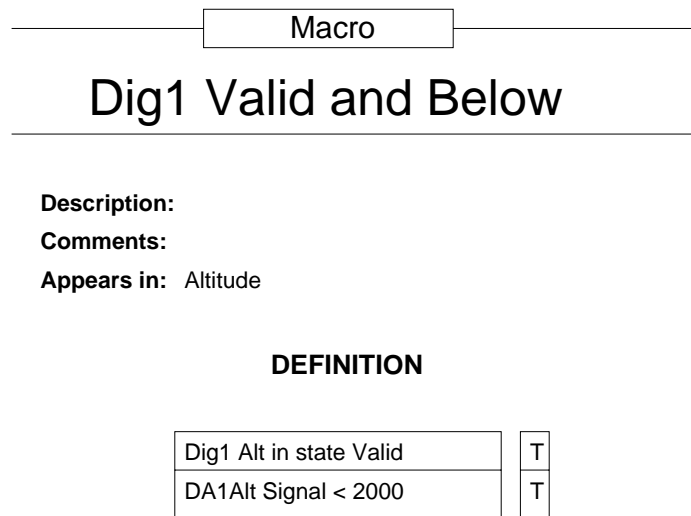 Macro
Dig1 Valid and Below
Description:
Comments:
Appears in: Altitude
DEFINITION
Dig1 Alt in state Valid T
DA1Alt Signal < 2000 T